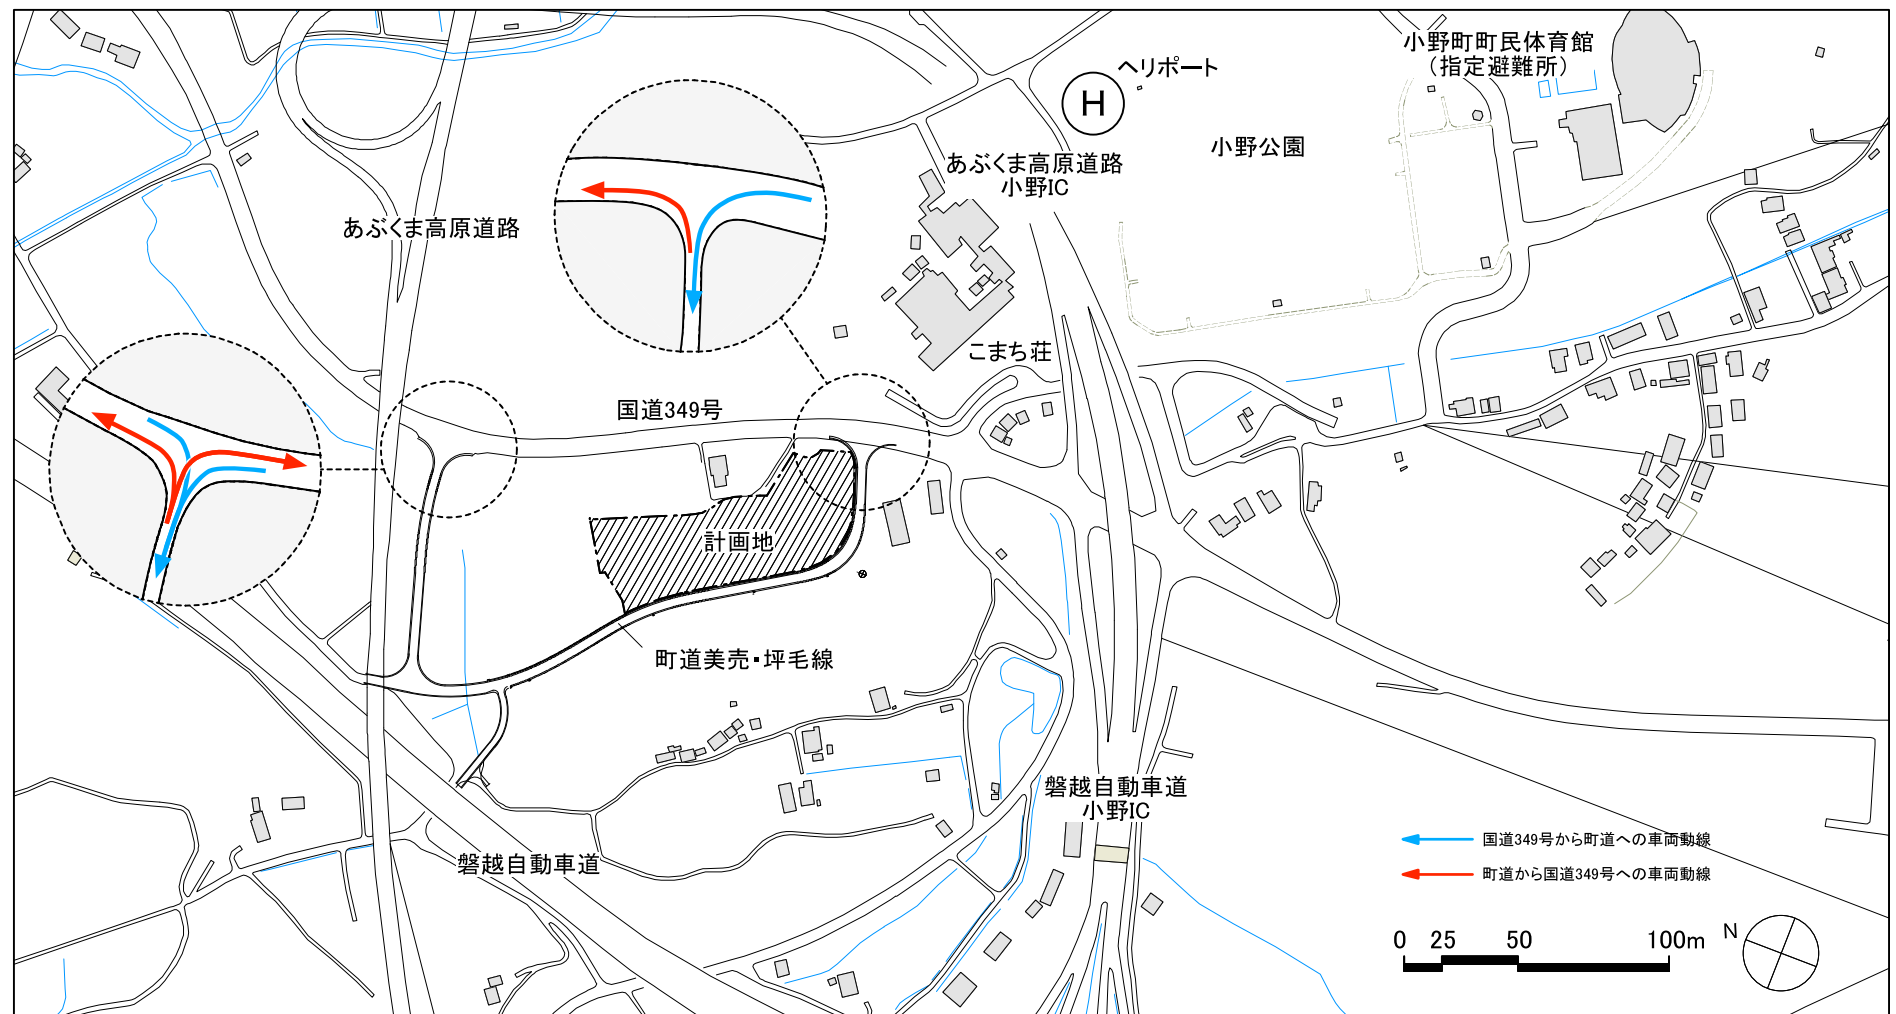 小野町町民体育館
（指定避難所）
ヘリポート
H
小野公園
あぶくま高原道路
小野IC
あぶくま高原道路
こまち荘
国道349号
計画地
町道美売・坪毛線
磐越自動車道
小野IC
磐越自動車道
国道349号から町道への車両動線
町道から国道349号への車両動線
0 25 50 100m
N